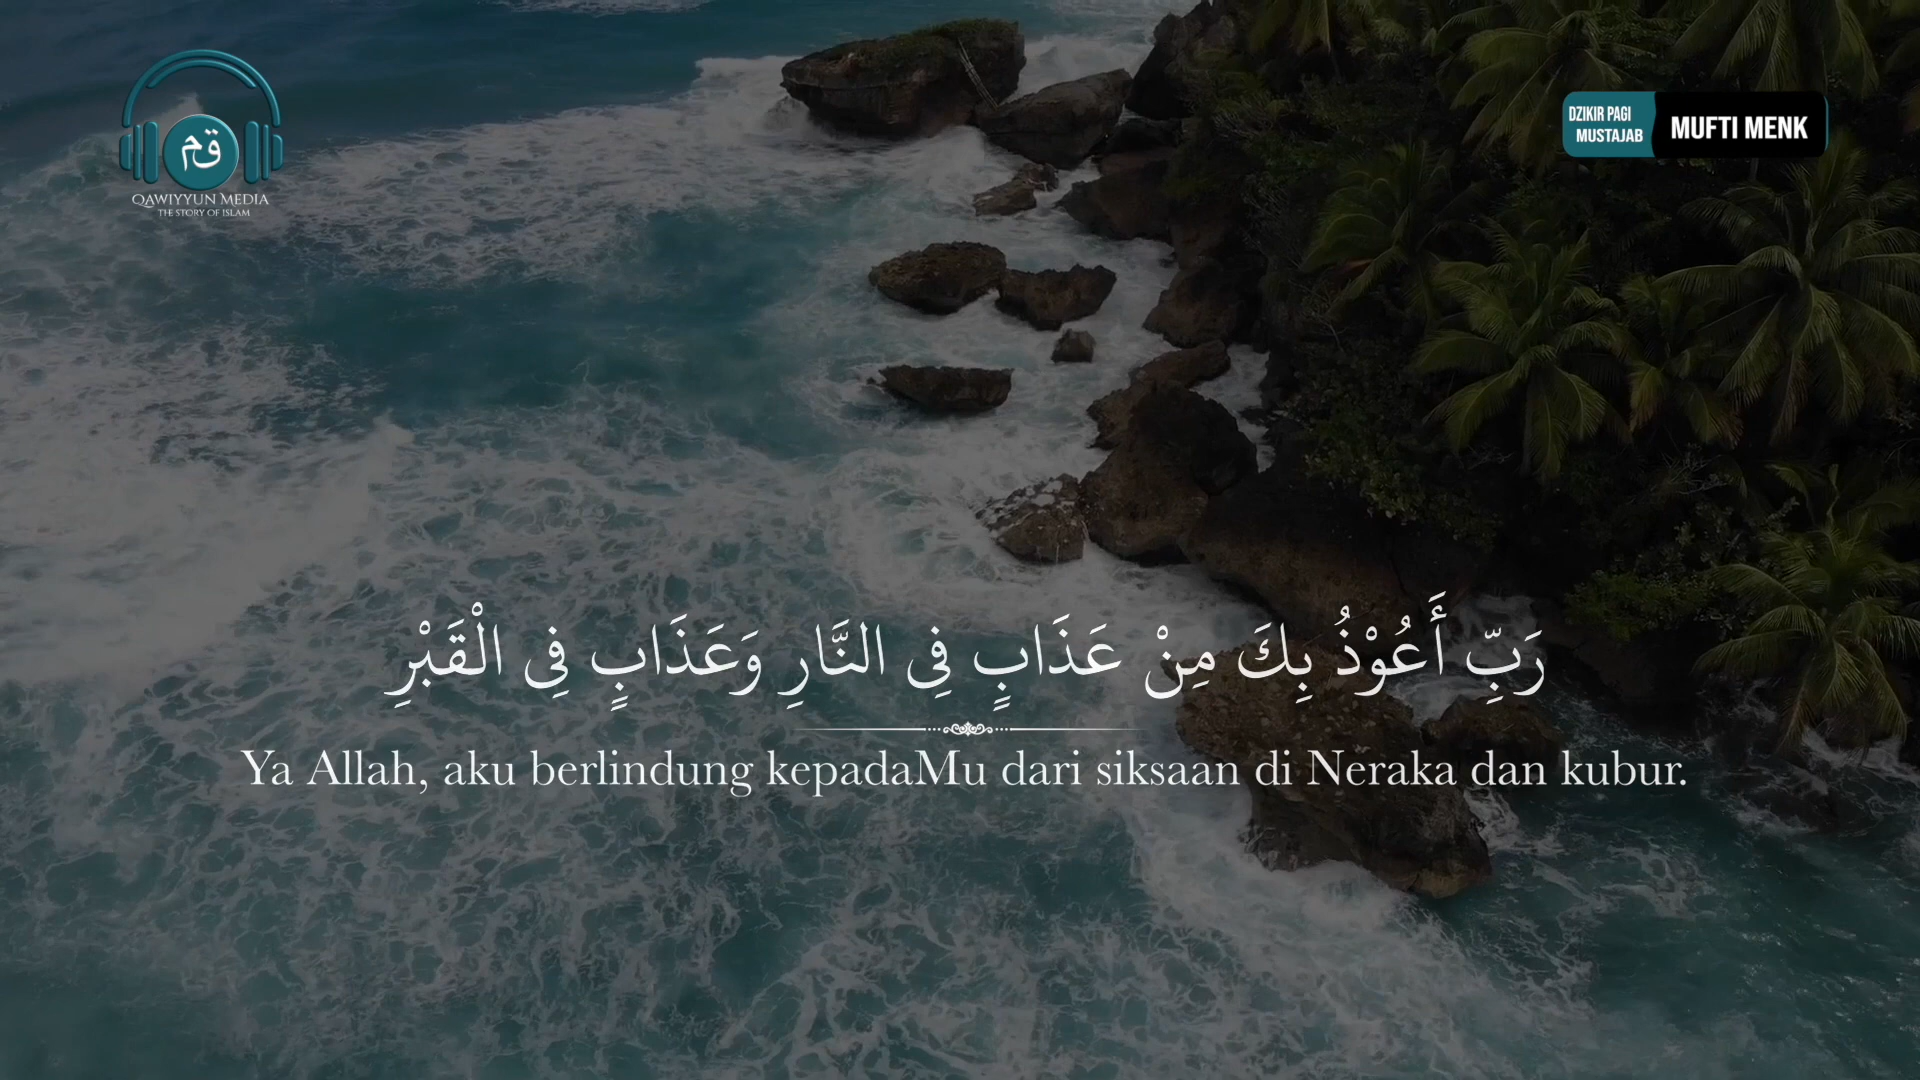 قم
QAWIYYUN MEDIA
THE STORY OF ISLAM
DZIKIR PAGI
MUSTAJAB
MUFTI MENK
رَبِّ أَعُوْذُ بِكَ مِنْ عَذَابٍ فِي النَّارِ وَعَذَابٍ فِي الْقَبْرِ
Ya Allah, aku berlindung kepadaMu dari siksaan di Neraka dan kubur.